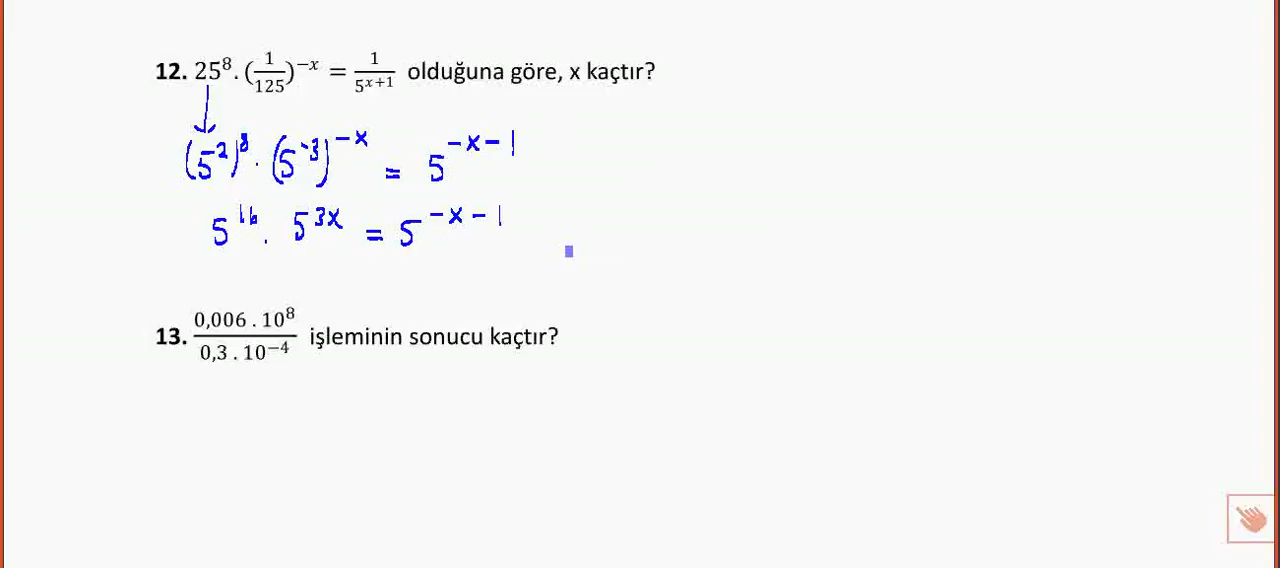 12. 25⁸ . (1/125)⁻ˣ = 1/5ˣ⁺¹ olduğuna göre, x kaçtır?
(5²)⁸ . (5⁻³)⁻ˣ = 5⁻ˣ⁻¹
5¹⁶ . 5³ˣ = 5⁻ˣ⁻¹
13. 0,006 . 10⁸ / 0,3 . 10⁻⁴ işleminin sonucu kaçtır?